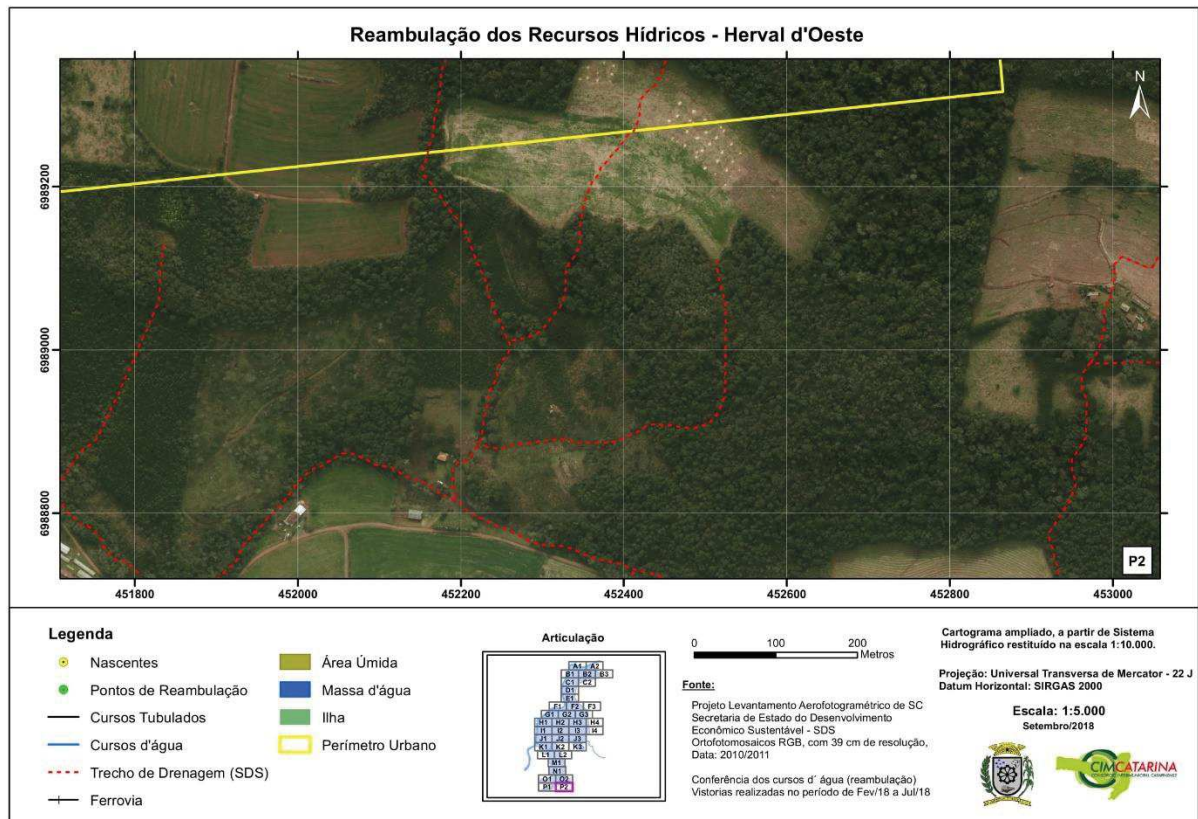 Reambulação dos Recursos Hídricos - Herval d'Oeste
N
6989200
6989000
6988800
P2
451800 452000 452200 452400 452600 452800 453000
Legenda
Nascentes
Pontos de Reambulação
Cursos Tubulados
Cursos d'água
Trecho de Drenagem (SDS)
Ferrovia
Área Úmida
Massa d'água
Ilha
Perímetro Urbano
Articulação
A1 A2
B1 B2 B3
C1 C2
D1
E1
F1 F2 F3
G1 G2 G3
H1 H2 H3 H4
I1 I2 I3 I4
J1 J2 J3
K1 K2 K3
L1 L2
M1
N1
O1 O2
P1 P2
0 100 200
Metros
Fonte:
Projeto Levantamento Aerofotogramétrico de SC
Secretaria de Estado do Desenvolvimento
Econômico Sustentável - SDS
Ortofotomosaicos RGB, com 39 cm de resolução,
Data: 2010/2011
Conferência dos cursos d´ água (reambulação)
Vistorias realizadas no período de Fev/18 a Jul/18
Cartograma ampliado, a partir de Sistema
Hidrográfico restituído na escala 1:10.000.
Projeção: Universal Transversa de Mercator - 22 J
Datum Horizontal: SIRGAS 2000
Escala: 1:5.000
Setembro/2018
CIMCATARINA